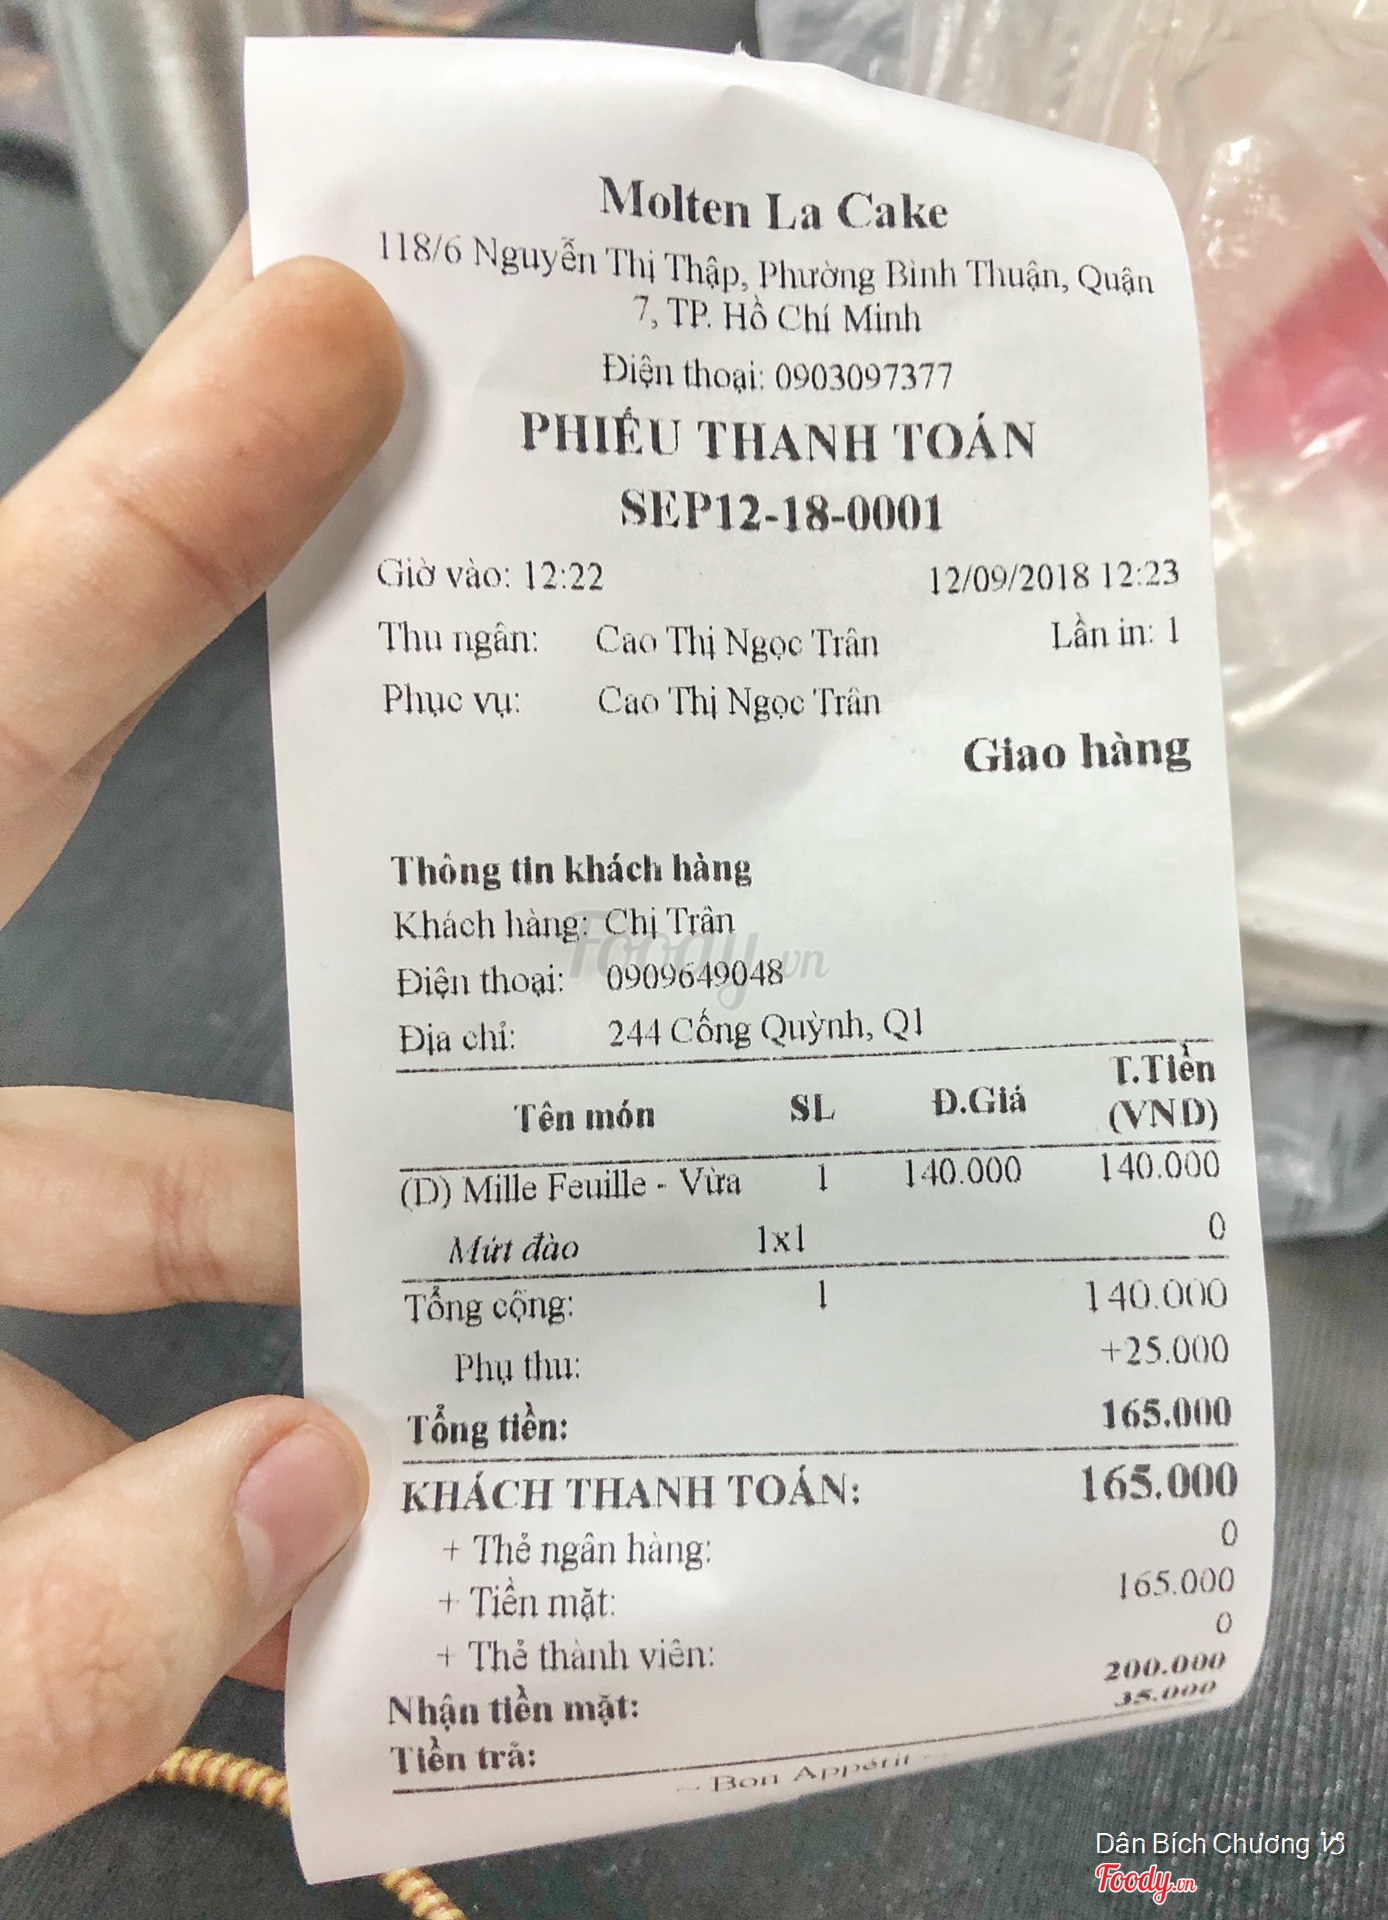 Molten La Cake
118/6 Nguyễn Thị Thập, Phường Bình Thuận, Quận
7, TP. Hồ Chí Minh
Điện thoại: 0903097377
PHIẾU THANH TOÁN
SEP12-18-0001
Giờ vào: 12:22 12/09/2018 12:23
Thu ngân: Cao Thị Ngọc Trân Lần in: 1
Phục vụ: Cao Thị Ngọc Trân
Giao hàng
Thông tin khách hàng
Khách hàng: Chị Trân
Foody.vn
Điện thoại: 0909649048
Địa chỉ: 244 Cống Quỳnh, Q1
Tên món SL Đ.Giá T.Tiền
(VND)
(D) Mille Feuille - Vừa 1 140.000 140.000
Mứt đào 1x1 0
Tổng cộng: 1 140.000
Phụ thu: +25.000
Tổng tiền: 165.000
KHÁCH THANH TOÁN: 165.000
+ Thẻ ngân hàng: 0
+ Tiền mặt: 165.000
+ Thẻ thành viên: 0
Nhận tiền mặt: 200.000
Tiền trả: 35.000
-- Bon Appétit --
Dân Bích Chương
Foody.vn